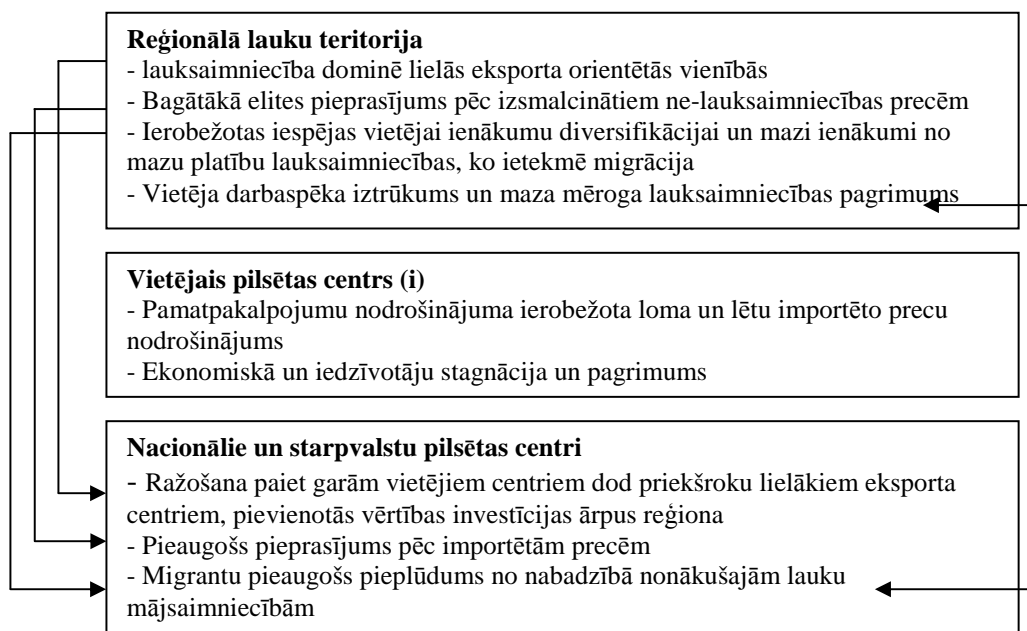 Reģionālā lauku teritorija
- lauksaimniecība dominē lielās eksporta orientētās vienībās
- Bagātākā elites pieprasījums pēc izsmalcinātiem ne-lauksaimniecības precēm
- Ierobežotas iespējas vietējai ienākumu diversifikācijai un mazi ienākumi no
mazu platību lauksaimniecības, ko ietekmē migrācija
- Vietēja darbaspēka iztrūkums un maza mēroga lauksaimniecības pagrimums
Vietējais pilsētas centrs (i)
- Pamatpakalpojumu nodrošinājuma ierobežota loma un lētu importēto precu
nodrošinājums
- Ekonomiskā un iedzīvotāju stagnācija un pagrimums
Nacionālie un starpvalstu pilsētas centri
- Ražošana paiet garām vietējiem centriem dod priekšroku lielākiem eksporta
centriem, pievienotās vērtības investīcijas ārpus reģiona
- Pieaugošs pieprasījums pēc importētām precēm
- Migrantu pieaugošs pieplūdums no nabadzībā nonākušajām lauku
mājsaimniecībām